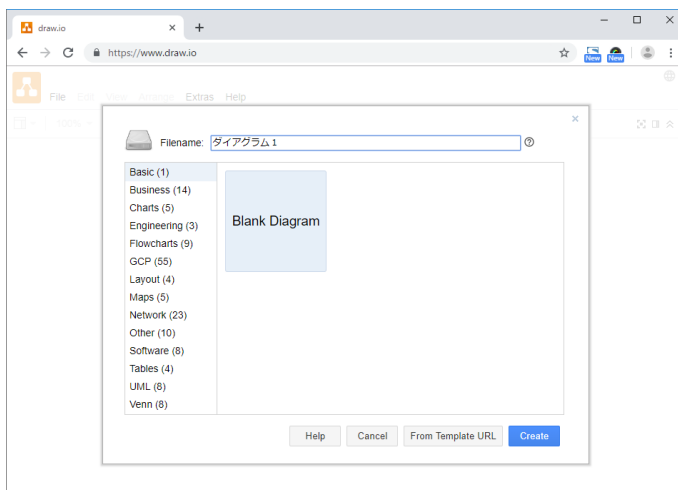 draw.io
https://www.draw.io
New
New
File Edit View Arrange Extras Help
100%
Filename: ダイアグラム 1
Basic (1)
Business (14)
Charts (5)
Engineering (3)
Flowcharts (9)
GCP (55)
Layout (4)
Maps (5)
Network (23)
Other (10)
Software (8)
Tables (4)
UML (8)
Venn (8)
Blank Diagram
Help
Cancel
From Template URL
Create